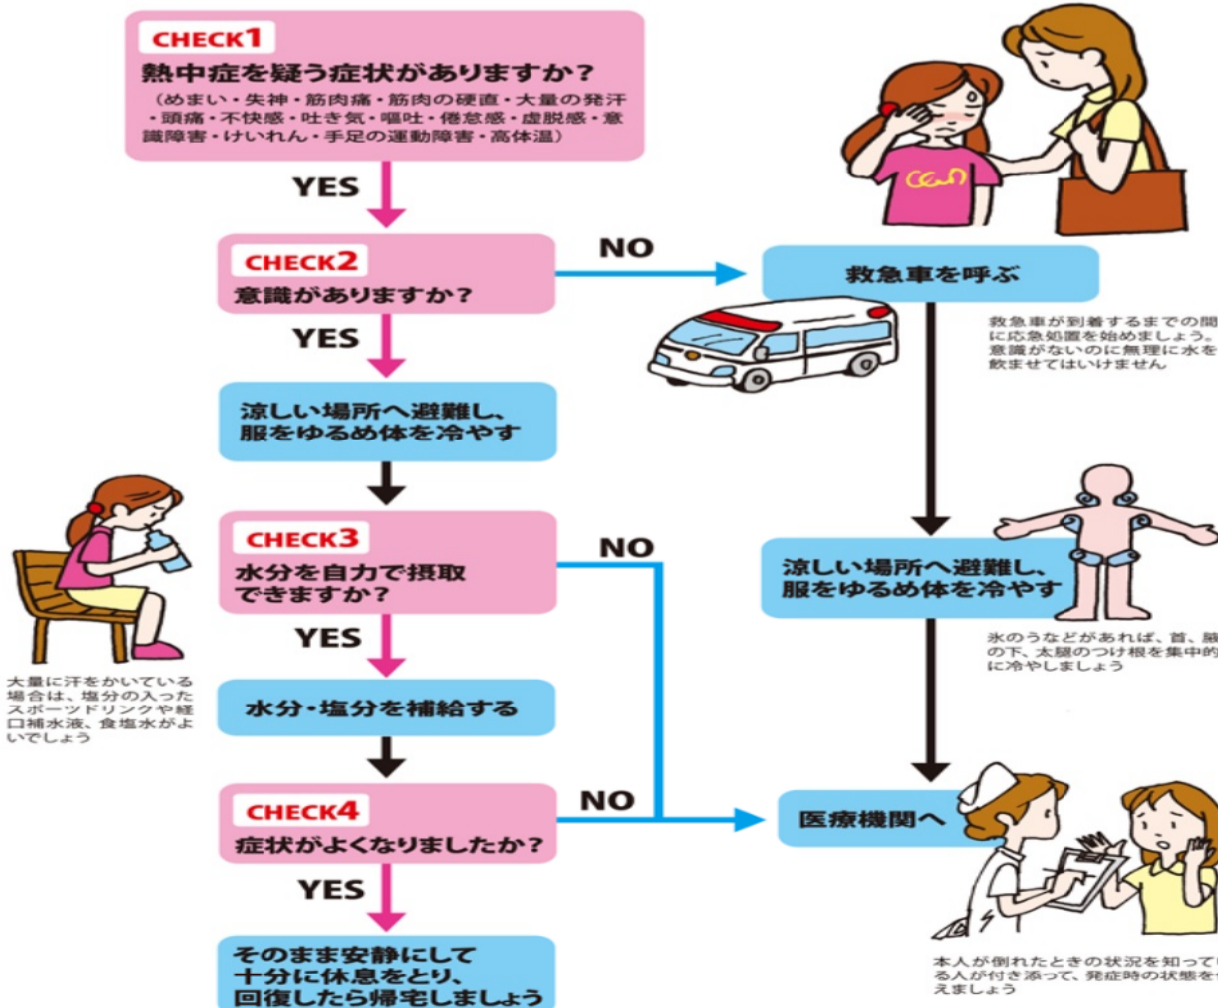 CHECK1
熱中症を疑う症状がありますか?
(めまい・失神・筋肉痛・筋肉の硬直・大量の発汗
・頭痛・不快感・吐き気・嘔吐・倦怠感・虚脱感・意
識障害・けいれん・手足の運動障害・高体温)
YES
CHECK2
意識がありますか?
NO
救急車を呼ぶ
救急車が到着するまでの間
に応急処置を始めましょう。
意識がないのに無理に水を
飲ませてはいけません
YES
涼しい場所へ避難し、
服をゆるめ体を冷やす
CHECK3
水分を自力で摂取
できますか?
NO
涼しい場所へ避難し、
服をゆるめ体を冷やす
氷のうなどがあれば、首、腋
の下、太腿のつけ根を集中的
に冷やしましょう
YES
大量に汗をかいている
場合は、塩分の入った
スポーツドリンクや経
口補水液、食塩水がよ
いでしょう
水分・塩分を補給する
CHECK4
症状がよくなりましたか?
NO
医療機関へ
YES
そのまま安静にして
十分に休息をとり、
回復したら帰宅しましょう
本人が倒れたときの状況を知ってい
る人が付き添って、発症時の状態を
えましょう